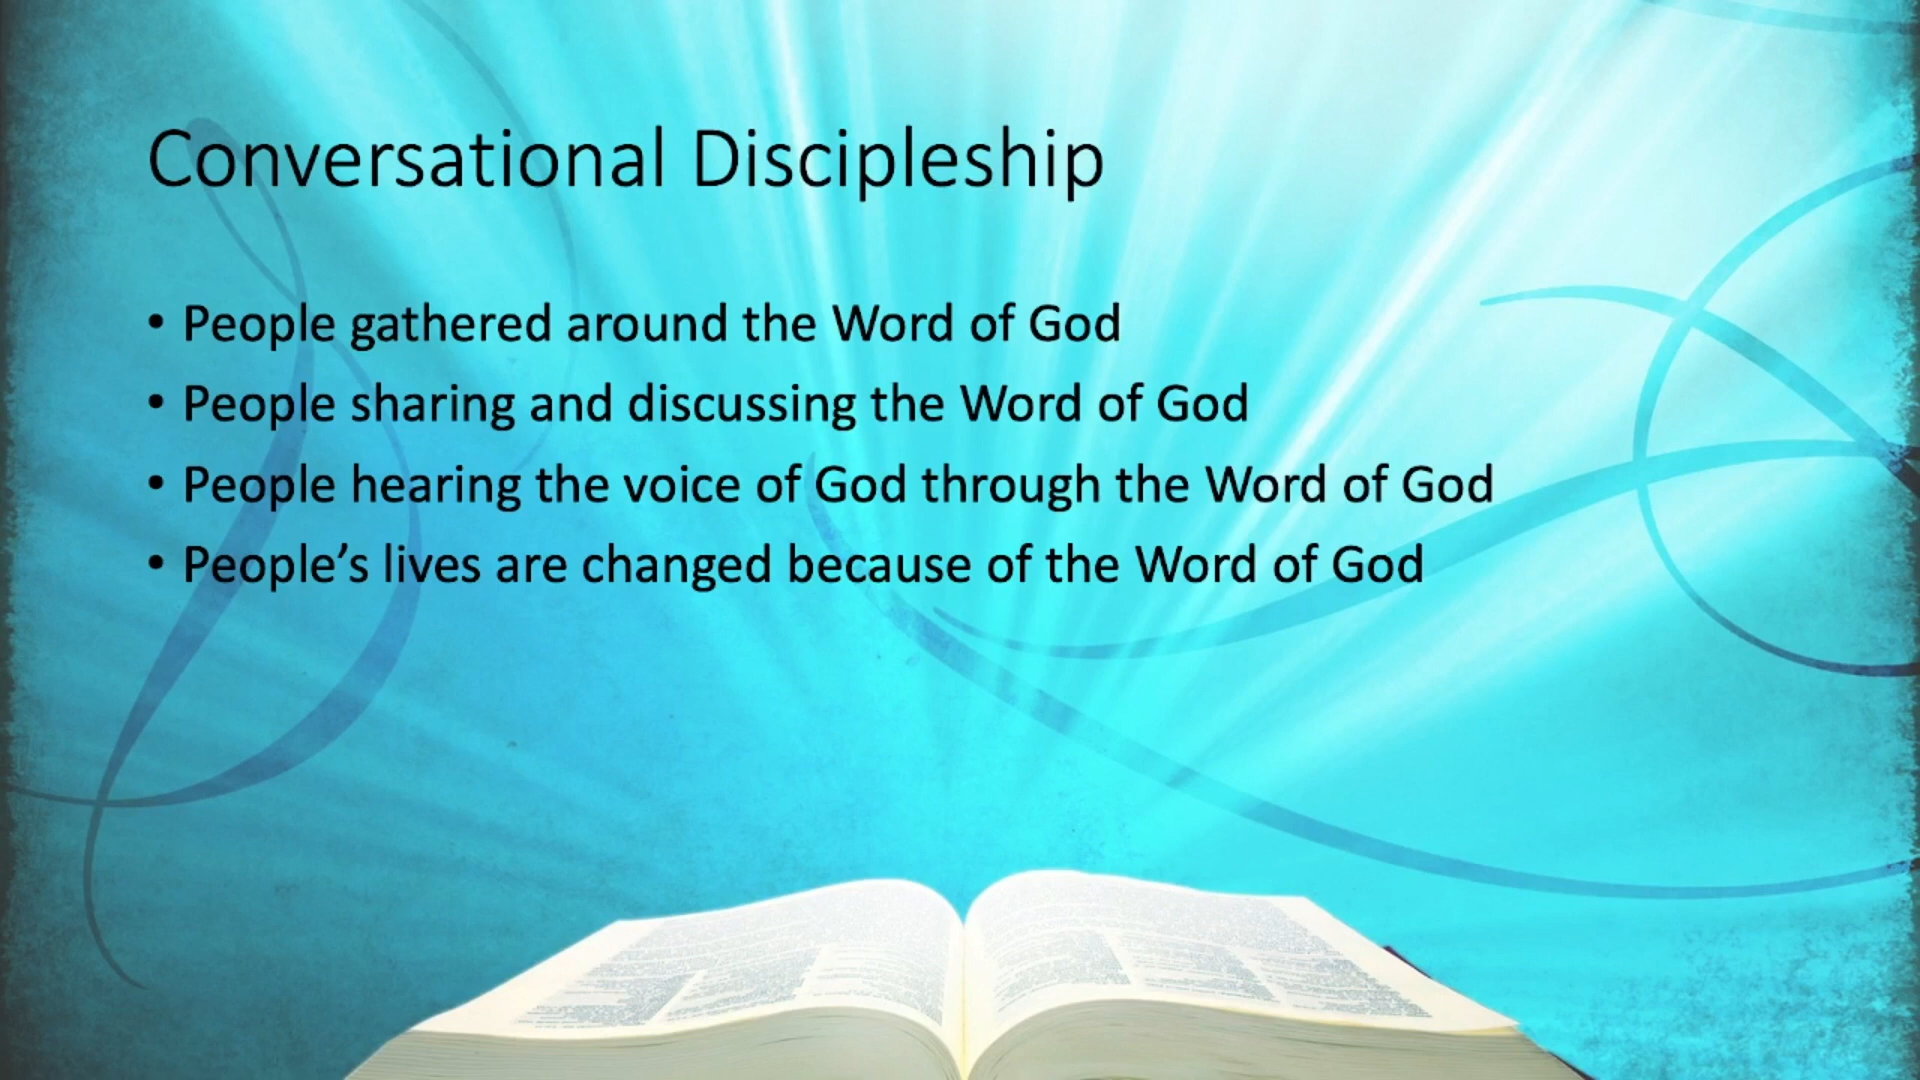 Conversational Discipleship
• People gathered around the Word of God
• People sharing and discussing the Word of God
• People hearing the voice of God through the Word of God
• People’s lives are changed because of the Word of God